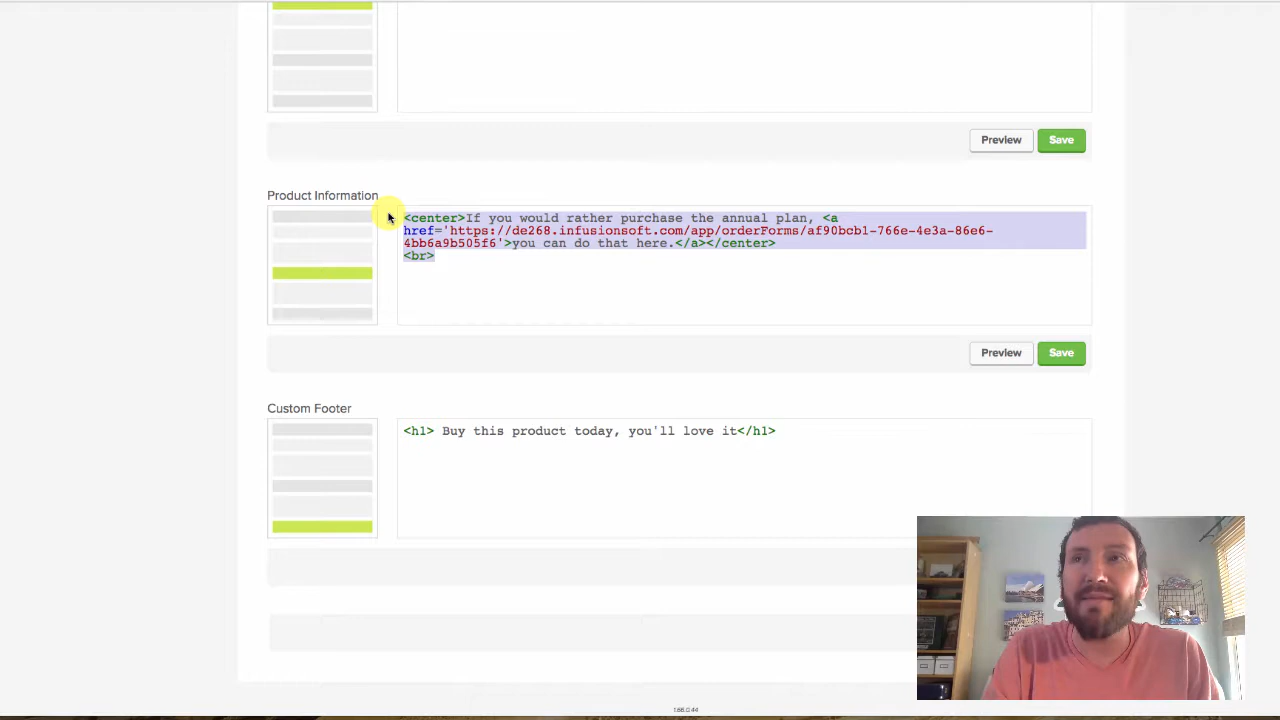 Preview Save
Product Information
<center>If you would rather purchase the annual plan, <a
href='https://de268.infusionsoft.com/app/orderForms/af90bcb1-766e-4e3a-86e6-
4bb6a9b505f6'>you can do that here.</a></center>
<br>
Preview Save
Custom Footer
<h1> Buy this product today, you'll love it</h1>